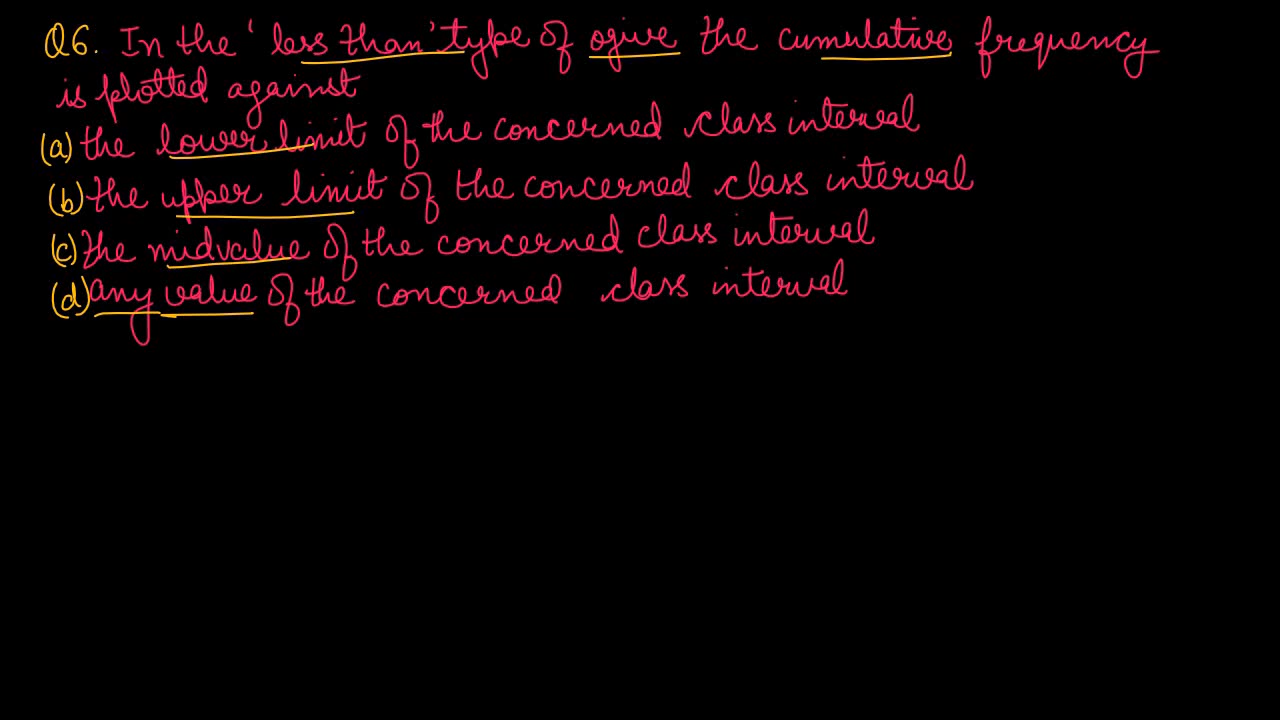 Q6. In the 'less than' type of ogive the cumulative frequency
is plotted against
(a) the lower limit of the concerned class interval
(b) the upper limit of the concerned class interval
(c) the midvalue of the concerned class interval
(d) any value of the concerned class interval